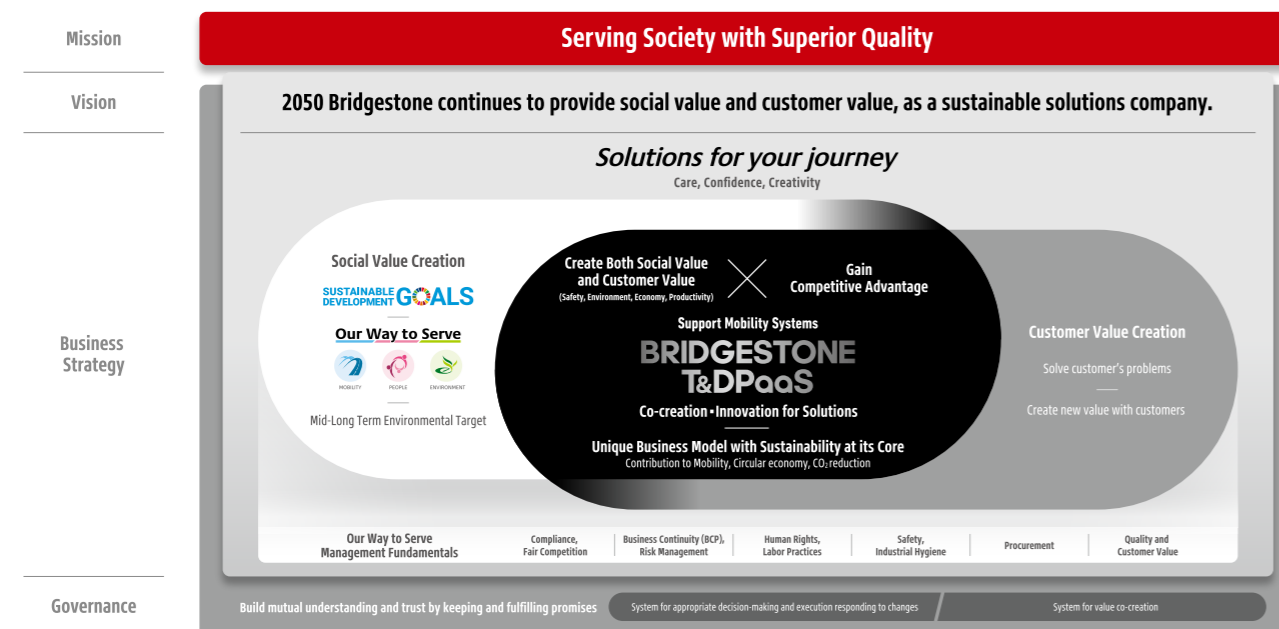 Mission
Serving Society with Superior Quality
Vision
2050 Bridgestone continues to provide social value and customer value, as a sustainable solutions company.
Business
Strategy
Solutions for your journey
Care, Confidence, Creativity
Social Value Creation
SUSTAINABLE
DEVELOPMENT GOALS
Our Way to Serve
MOBILITY PEOPLE ENVIRONMENT
Mid-Long Term Environmental Target
Create Both Social Value
and Customer Value
(Safety, Environment, Economy, Productivity)
Gain
Competitive Advantage
Support Mobility Systems
BRIDGESTONE
T&DPaaS
Co-creation▪Innovation for Solutions
Unique Business Model with Sustainability at its Core
Contribution to Mobility, Circular economy, CO₂ reduction
Customer Value Creation
Solve customer's problems
Create new value with customers
Our Way to Serve
Management Fundamentals
Compliance,
Fair Competition
Business Continuity (BCP),
Risk Management
Human Rights,
Labor Practices
Safety,
Industrial Hygiene
Procurement
Quality and
Customer Value
Governance
Build mutual understanding and trust by keeping and fulfilling promises
System for appropriate decision-making and execution responding to changes
System for value co-creation